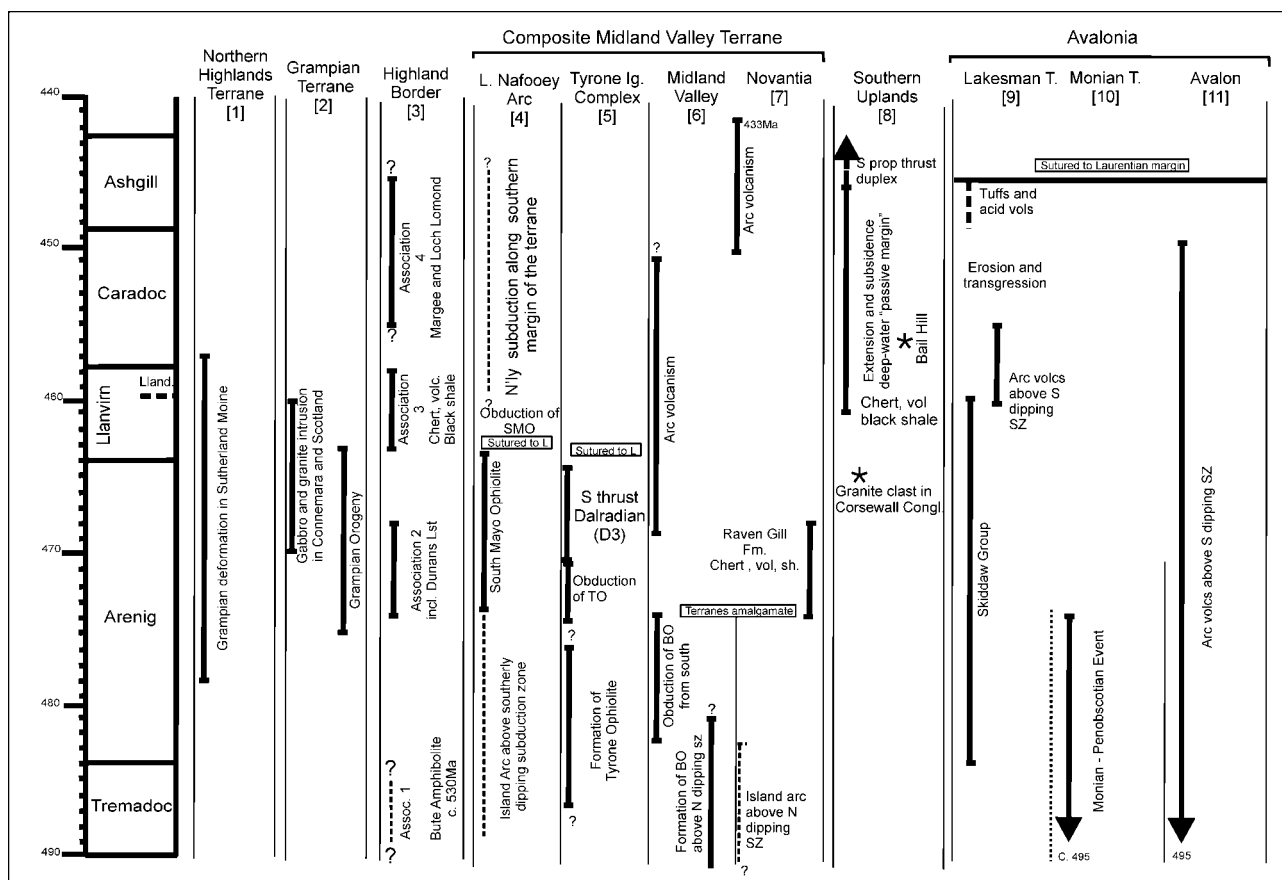 Composite Midland Valley Terrane
Avalonia
Northern
Highlands
Terrane
[1]
Grampian
Terrane
[2]
Highland
Border
[3]
L. Nafooey
Arc
[4]
Tyrone Ig.
Complex
[5]
Midland
Valley
[6]
Novantia
[7]
Southern
Uplands
[8]
Lakesman T.
[9]
Monian T.
[10]
Avalon
[11]
440
450
460
470
480
490
Ashgill
Caradoc
Lland.
Llanvirn
Arenig
Tremadoc
Grampian deformation in Sutherland Moine
Gabbro and granite intrusion
in Connemara and Scotland
Grampian Orogeny
?
Association
4
Margee and Loch Lomond
?
Association
3
Chert, volc.
Black shale
Association 2
incl. Dunans Lst
?
Assoc. 1
Bute Amphibolite
c. 530Ma
?
?
N'ly subduction along southern
margin of the terrane
?
Obduction of
SMO
Sutured to L
South Mayo Ophiolite
Island Arc above southerly
dipping subduction zone
Sutured to L
S thrust
Dalradian
(D3)
Obduction
of TO
?
Formation of
Tyrone Ophiolite
?
?
Arc volcanism
Obduction of BO
from south
?
Formation of BO
above N dipping sz
433Ma
Arc volcanism
Raven Gill
Fm.
Chert , vol, sh.
Terranes amalgamate
Island arc
above N
dipping
SZ
?
S prop thrust
duplex
Extension and subsidence
deep-water "passive margin"
*
Bail Hill
Chert, vol
black shale
*
Granite clast in
Corsewall Congl.
Sutured to Laurentian margin
Tuffs and
acid vols
Erosion and
transgression
Arc volcs
above S
dipping
SZ
Skiddaw Group
Monian - Penobscotian Event
C. 495
Arc volcs above S dipping SZ
495